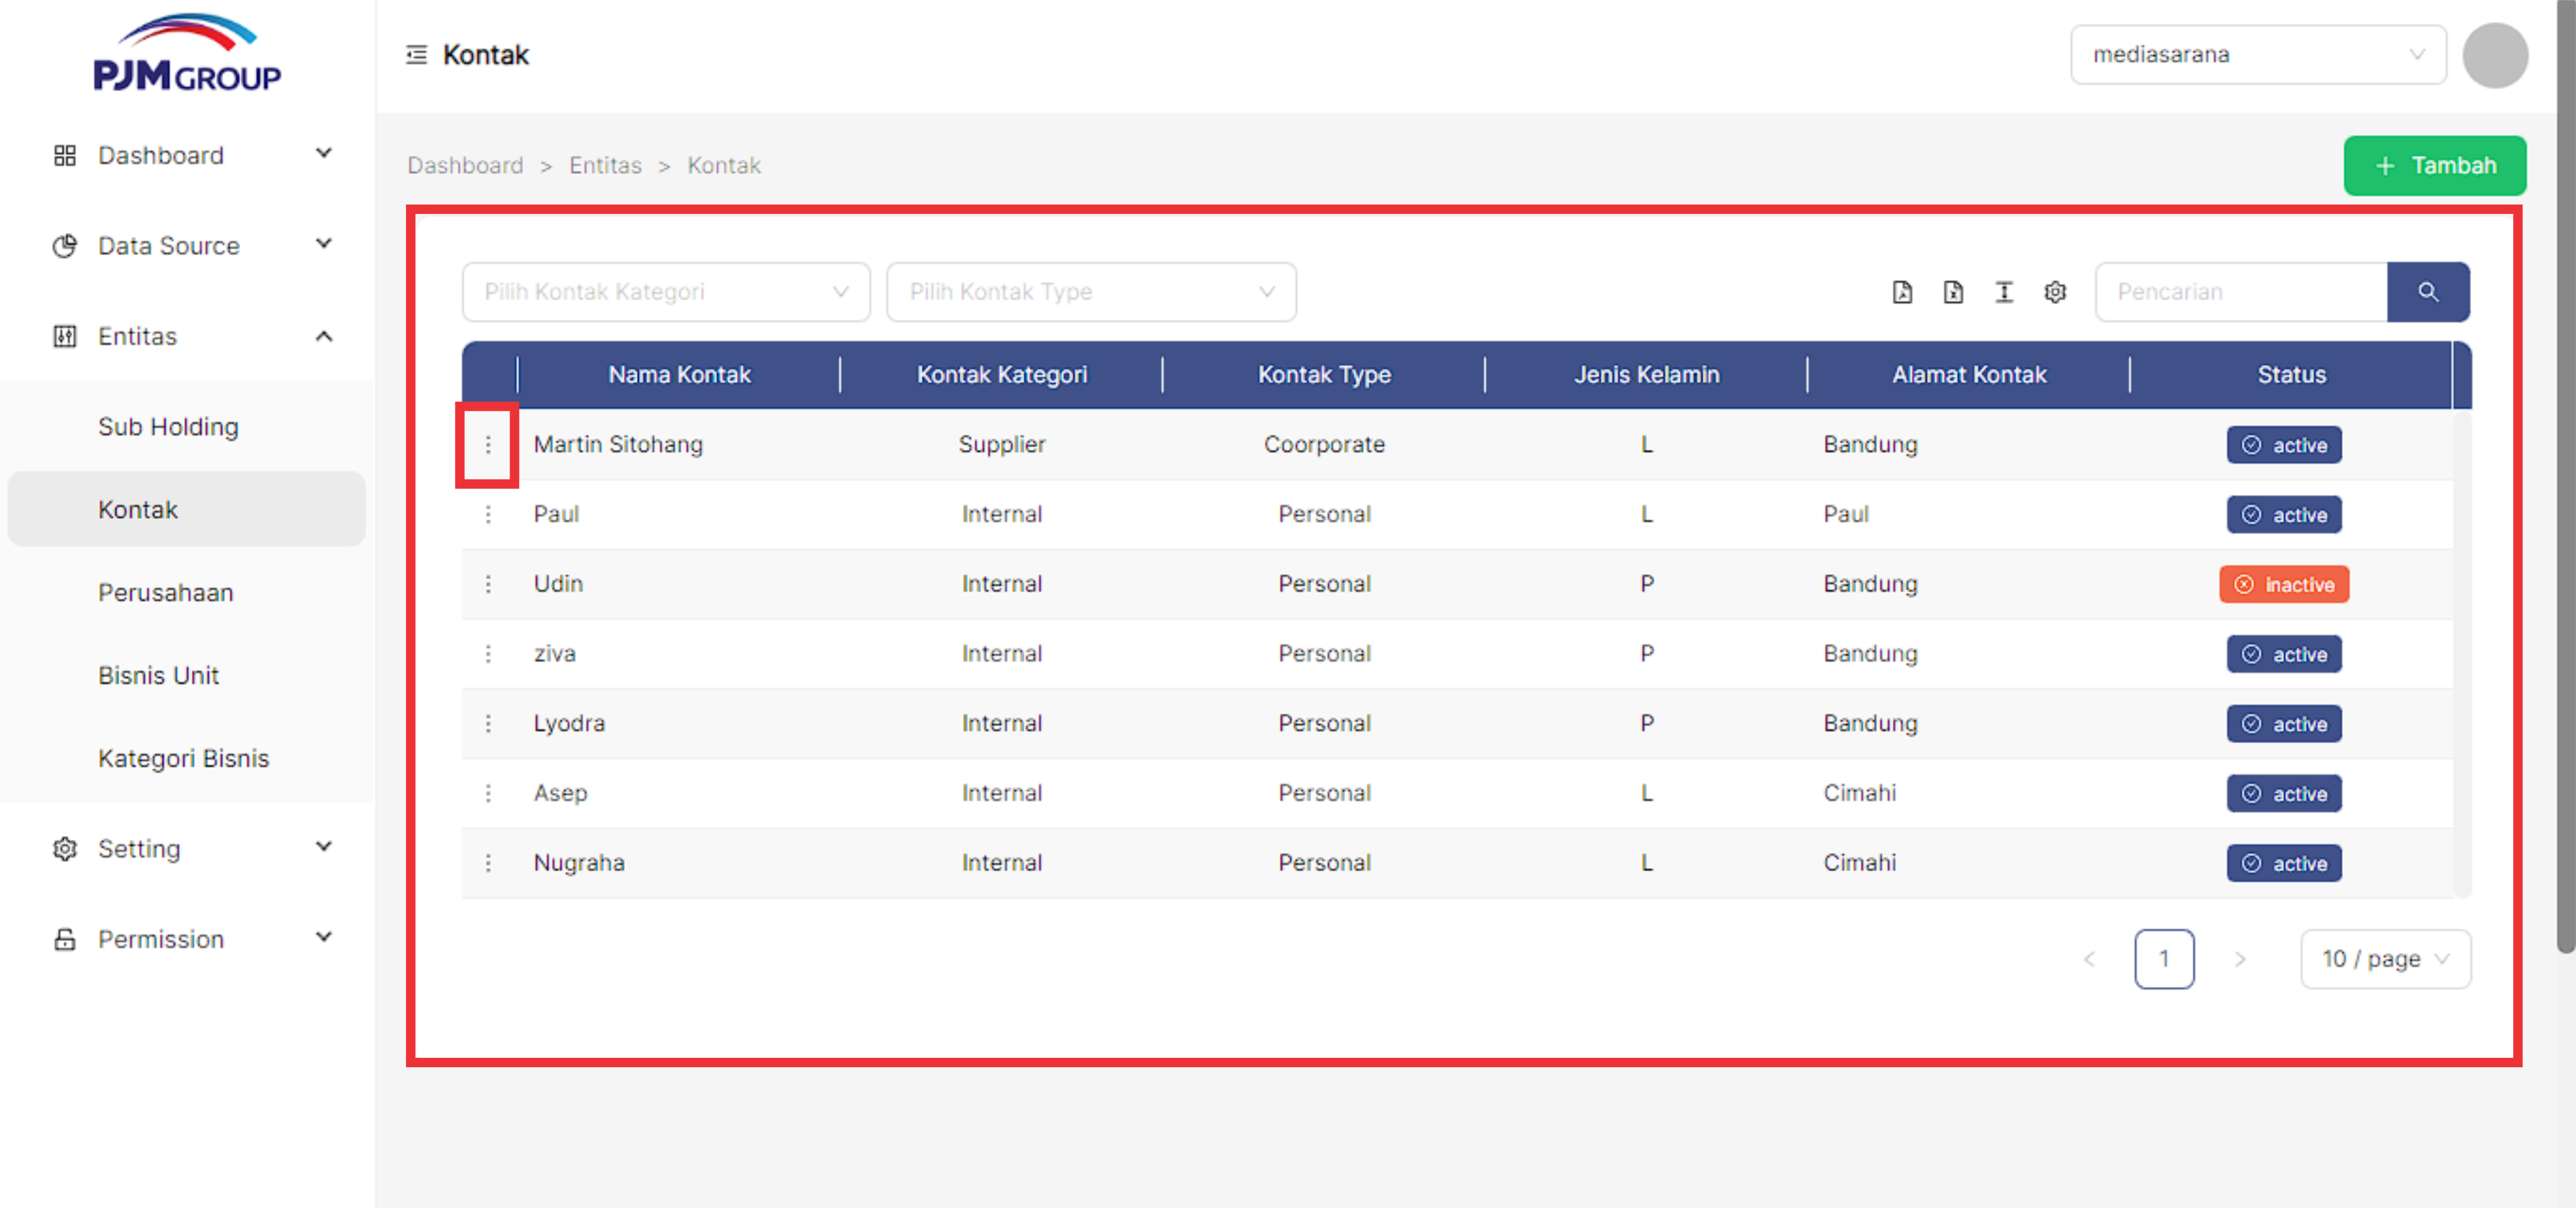 PJM GROUP
Kontak
mediasarana
Dashboard
Data Source
Entitas
Sub Holding
Kontak
Perusahaan
Bisnis Unit
Kategori Bisnis
Setting
Permission
Dashboard > Entitas > Kontak
+ Tambah
Pilih Kontak Kategori
Pilih Kontak Type
Pencarian
Nama Kontak Kontak Kategori Kontak Type Jenis Kelamin Alamat Kontak Status
Martin Sitohang Supplier Coorporate L Bandung active
Paul Internal Personal L Paul active
Udin Internal Personal P Bandung inactive
ziva Internal Personal P Bandung active
Lyodra Internal Personal P Bandung active
Asep Internal Personal L Cimahi active
Nugraha Internal Personal L Cimahi active
< 1 > 10 / page